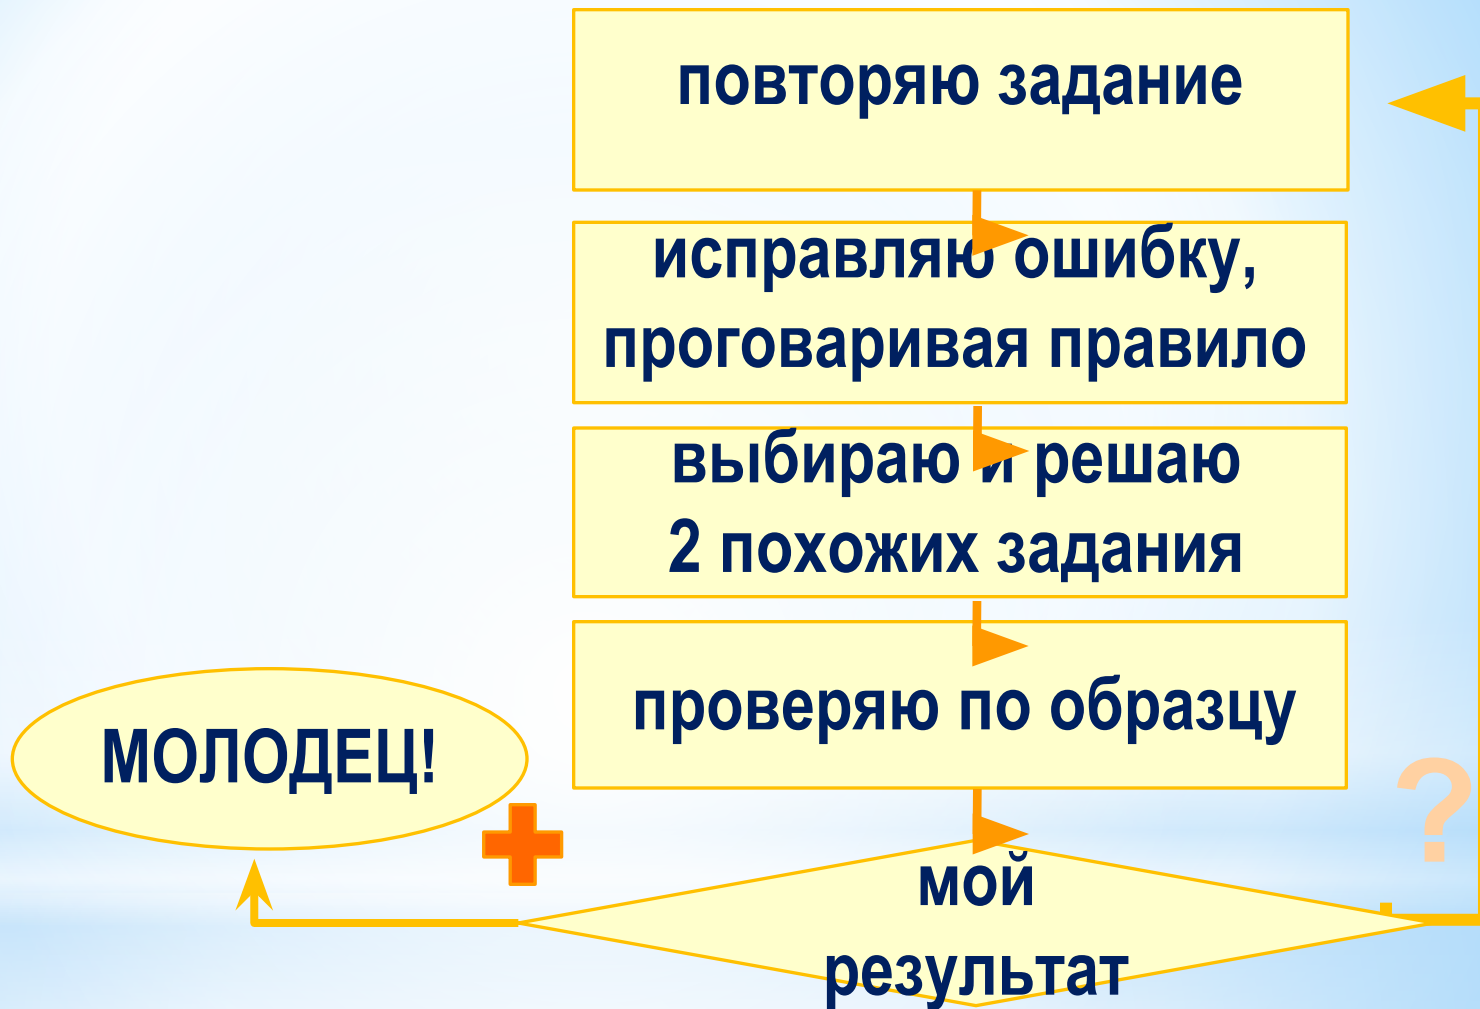 повторяю задание
исправляю ошибку,
проговаривая правило
выбираю и решаю
2 похожих задания
проверяю по образцу
МОЛОДЕЦ!
?
мой
результат